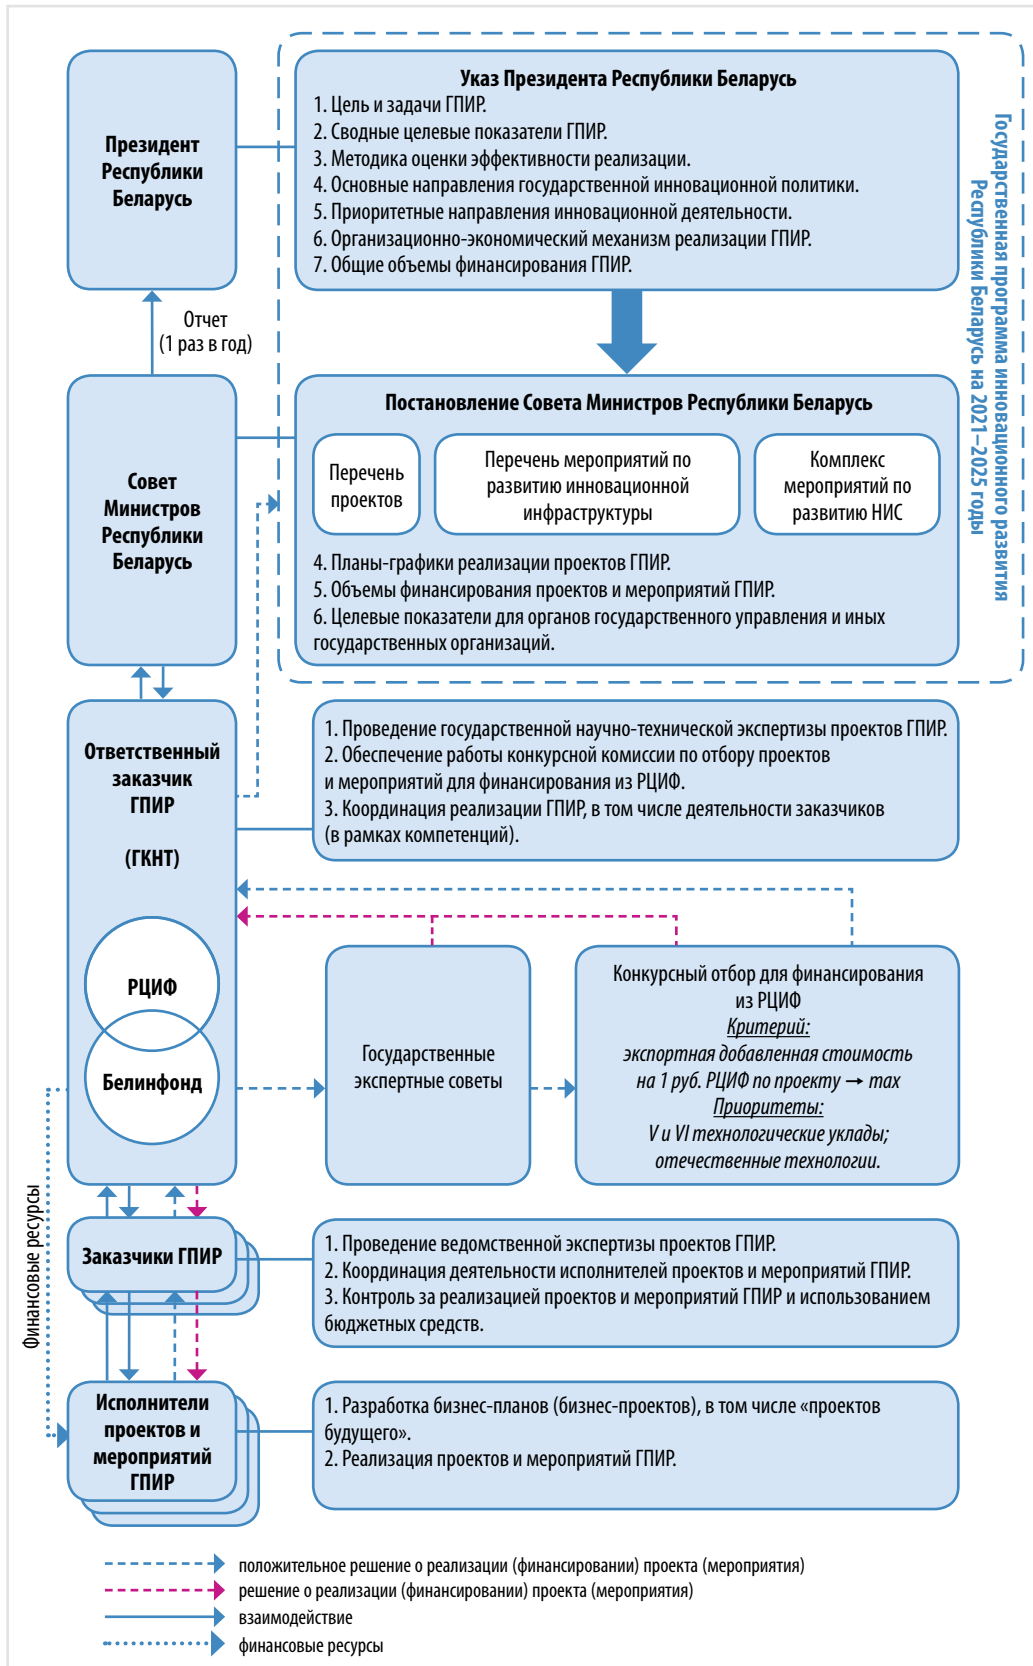 Президент
Республики
Беларусь
Указ Президента Республики Беларусь
1. Цель и задачи ГПИР.
2. Сводные целевые показатели ГПИР.
3. Методика оценки эффективности реализации.
4. Основные направления государственной инновационной политики.
5. Приоритетные направления инновационной деятельности.
6. Организационно-экономический механизм реализации ГПИР.
7. Общие объемы финансирования ГПИР.
Государственная программа инновационного развития
Республики Беларусь на 2021–2025 годы
Отчет
(1 раз в год)
Совет
Министров
Республики
Беларусь
Постановление Совета Министров Республики Беларусь
Перечень
проектов
Перечень мероприятий по
развитию инновационной
инфраструктуры
Комплекс
мероприятий по
развитию НИС
4. Планы-графики реализации проектов ГПИР.
5. Объемы финансирования проектов и мероприятий ГПИР.
6. Целевые показатели для органов государственного управления и иных
государственных организаций.
Ответственный
заказчик
ГПИР
(ГКНТ)
1. Проведение государственной научно-технической экспертизы проектов ГПИР.
2. Обеспечение работы конкурсной комиссии по отбору проектов
и мероприятий для финансирования из РЦИФ.
3. Координация реализации ГПИР, в том числе деятельности заказчиков
(в рамках компетенций).
РЦИФ
Белинфонд
Государственные
экспертные советы
Конкурсный отбор для финансирования
из РЦИФ
Критерий:
экспортная добавленная стоимость
на 1 руб. РЦИФ по проекту → max
Приоритеты:
V и VI технологические уклады;
отечественные технологии.
Финансовые ресурсы
Заказчики ГПИР
1. Проведение ведомственной экспертизы проектов ГПИР.
2. Координация деятельности исполнителей проектов и мероприятий ГПИР.
3. Контроль за реализацией проектов и мероприятий ГПИР и использованием
бюджетных средств.
Исполнители
проектов и
мероприятий
ГПИР
1. Разработка бизнес-планов (бизнес-проектов), в том числе «проектов
будущего».
2. Реализация проектов и мероприятий ГПИР.
положительное решение о реализации (финансировании) проекта (мероприятия)
решение о реализации (финансировании) проекта (мероприятия)
взаимодействие
финансовые ресурсы